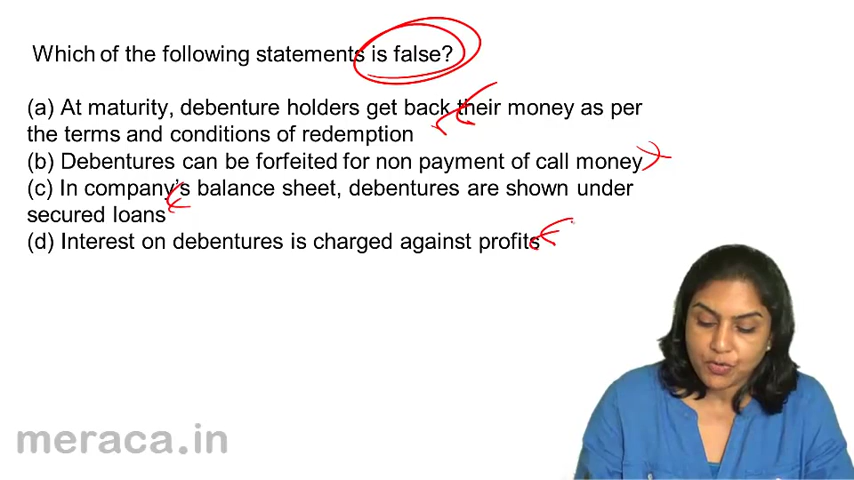 Which of the following statements is false?
(a) At maturity, debenture holders get back their money as per
the terms and conditions of redemption
(b) Debentures can be forfeited for non payment of call money
(c) In company's balance sheet, debentures are shown under
secured loans
(d) Interest on debentures is charged against profits
meraca.in